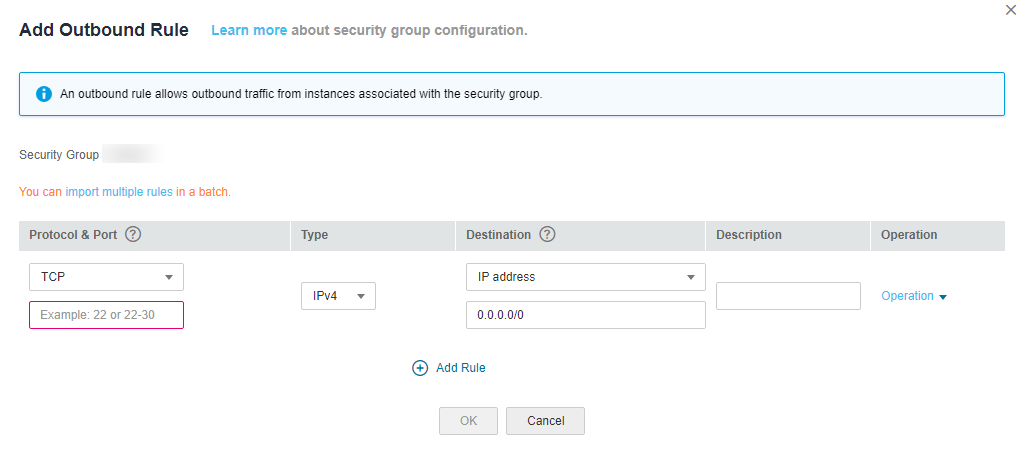 Add Outbound Rule Learn more about security group configuration.
An outbound rule allows outbound traffic from instances associated with the security group.
Security Group
You can import multiple rules in a batch.
Protocol & Port ? Type Destination ? Description Operation
TCP IP address
IPv4 Operation
Example: 22 or 22-30 0.0.0.0/0
Add Rule
OK Cancel